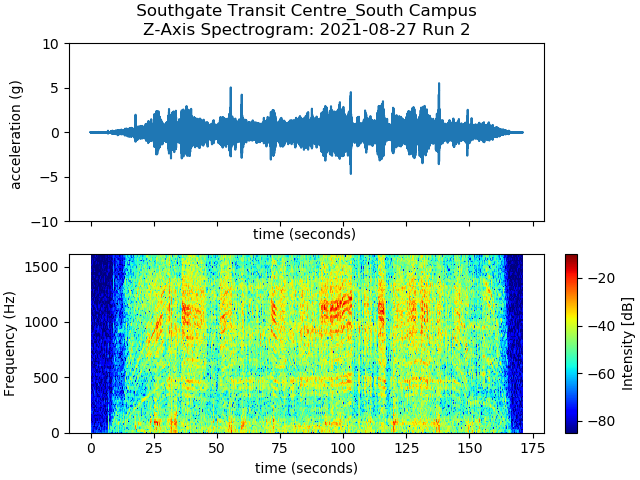 Southgate Transit Centre_South Campus
Z-Axis Spectrogram: 2021-08-27 Run 2
10
5
0
−5
−10
acceleration (g)
time (seconds)
1500
1000
500
0
Frequency (Hz)
0 25 50 75 100 125 150 175
time (seconds)
−20
−40
−60
−80
Intensity [dB]